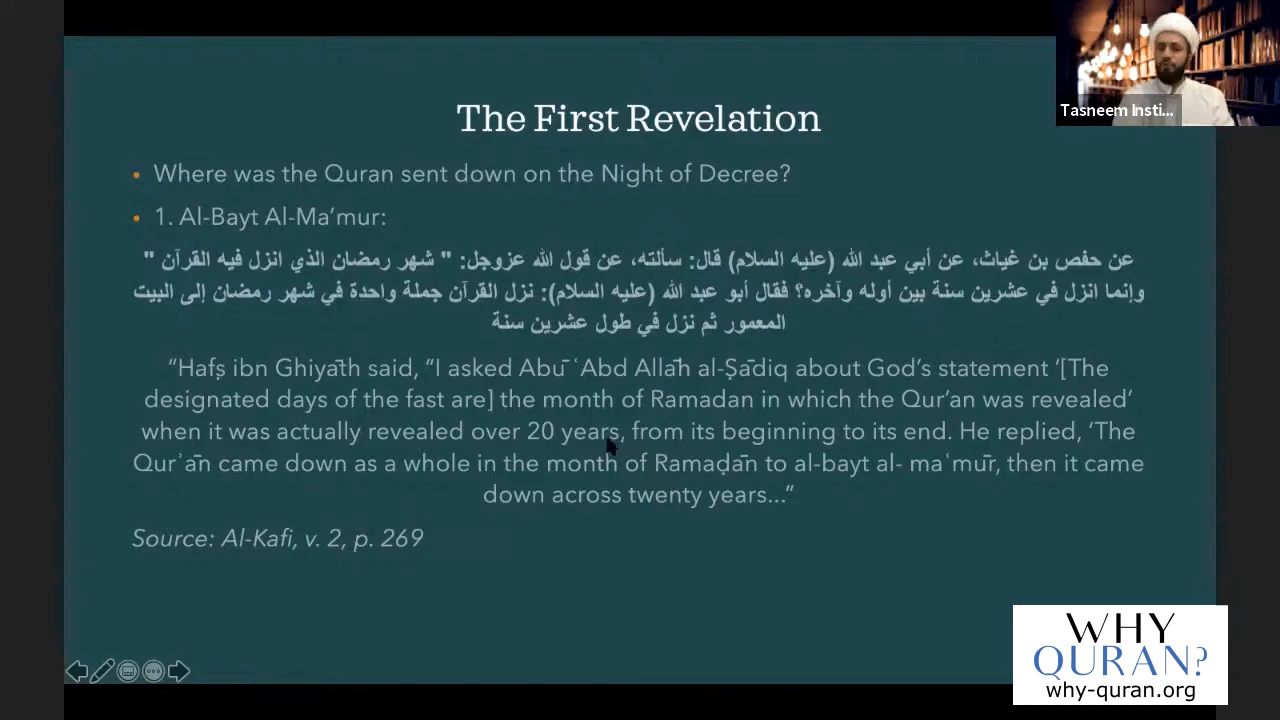 Tasneem Insti...
The First Revelation
• Where was the Quran sent down on the Night of Decree?
• 1. Al-Bayt Al-Ma’mur:
عن حفص بن غياث، عن أبي عبد الله (عليه السلام) قال: سألته، عن قول الله عزوجل: " شهر رمضان الذي انزل فيه القرآن "
وإنما انزل في عشرين سنة بين أوله وآخره؟ فقال أبو عبد الله (عليه السلام): نزل القرآن جملة واحدة في شهر رمضان إلى البيت
المعمور ثم نزل في طول عشرين سنة
“Hafṣ ibn Ghiyāth said, “I asked Abū ʿAbd Allāh al-Ṣādiq about God’s statement ‘[The
designated days of the fast are] the month of Ramadan in which the Qur’an was revealed’
when it was actually revealed over 20 years, from its beginning to its end. He replied, ‘The
Qurʾān came down as a whole in the month of Ramaḍān to al-bayt al- maʿmūr, then it came
down across twenty years...”
Source: Al-Kafi, v. 2, p. 269
WHY
QURAN?
why-quran.org